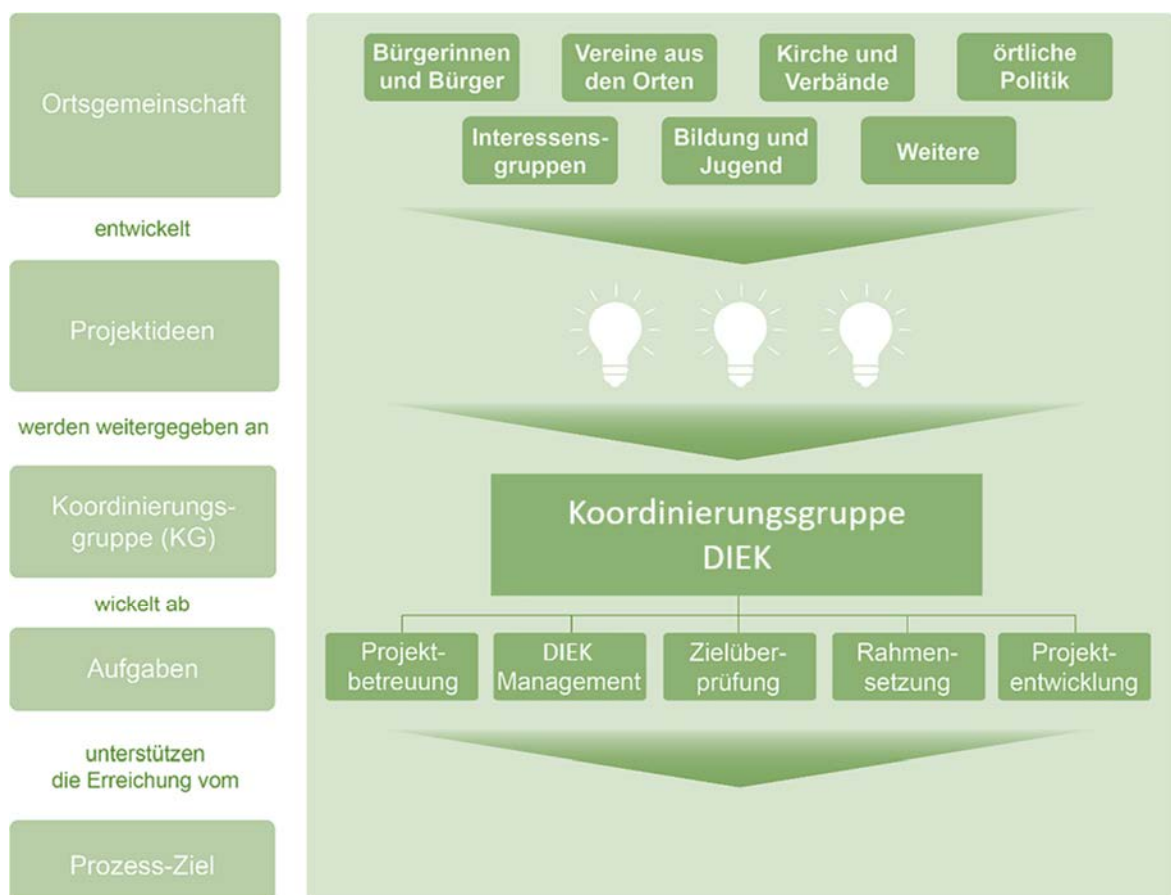 Ortsgemeinschaft
entwickelt
Projektideen
werden weitergegeben an
Koordinierungs-
gruppe (KG)
wickelt ab
Aufgaben
unterstützen
die Erreichung vom
Prozess-Ziel
Bürgerinnen
und Bürger
Vereine aus
den Orten
Kirche und
Verbände
örtliche
Politik
Interessens-
gruppen
Bildung und
Jugend
Weitere
Koordinierungsgruppe
DIEK
Projekt-
betreuung
DIEK
Management
Zielüber-
prüfung
Rahmen-
setzung
Projekt-
entwicklung